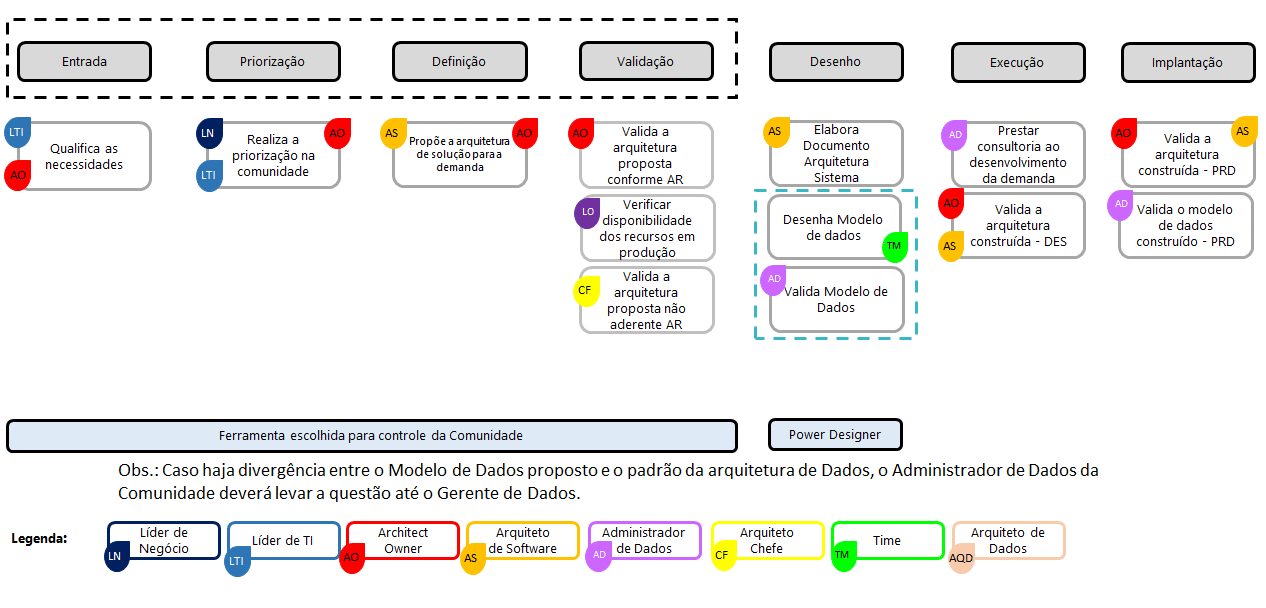 Entrada
Priorização
Definição
Validação
Desenho
Execução
Implantação
LTI
AO
Qualifica as
necessidades
LN
LTI
AO
Realiza a
priorização na
comunidade
AS
AO
Propõe a arquitetura
de solução para a
demanda
AO
Valida a
arquitetura
proposta
conforme AR
LO
Verificar
disponibilidade
dos recursos em
produção
CF
Valida a
arquitetura
proposta não
aderente AR
AS
Elabora
Documento
Arquitetura
Sistema
Desenha Modelo
de dados
TM
AD
Valida Modelo de
Dados
AD
Prestar
consultoria ao
desenvolvimento
da demanda
AO
AS
Valida a
arquitetura
construída - DES
AO
AS
Valida a
arquitetura
construída - PRD
AD
Valida o modelo
de dados
construído - PRD
Ferramenta escolhida para controle da Comunidade
Power Designer
Obs.: Caso haja divergência entre o Modelo de Dados proposto e o padrão da arquitetura de Dados, o Administrador de Dados da
Comunidade deverá levar a questão até o Gerente de Dados.
Legenda:
Líder de
Negócio
LN
Líder de TI
LTI
Architect
Owner
AO
Arquiteto
de Software
AS
Administrador
de Dados
AD
Arquiteto
Chefe
CF
Time
TM
Arquiteto de
Dados
AQD